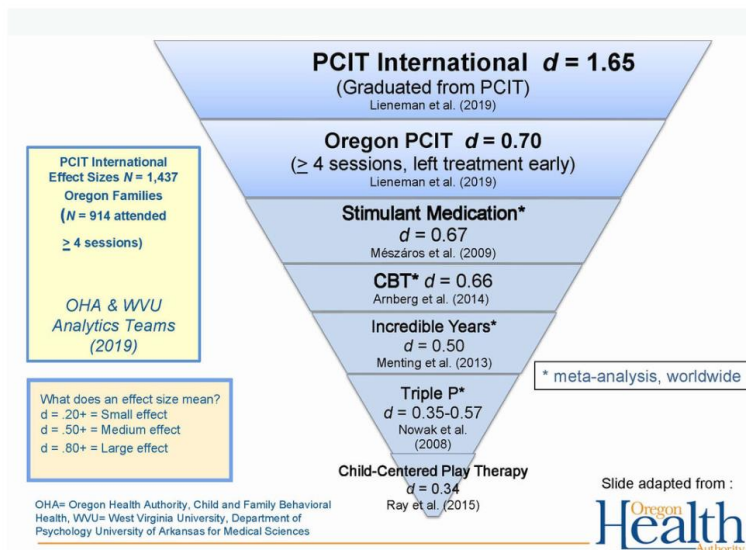 PCIT International d = 1.65
(Graduated from PCIT)
Lieneman et al. (2019)
Oregon PCIT d = 0.70
(≥ 4 sessions, left treatment early)
Lieneman et al. (2019)
Stimulant Medication*
d = 0.67
Mészáros et al. (2009)
CBT* d = 0.66
Arnberg et al. (2014)
Incredible Years*
d = 0.50
Menting et al. (2013)
Triple P*
d = 0.35-0.57
Nowak et al.
(2008)
Child-Centered Play Therapy
d = 0.34
Ray et al. (2015)
PCIT International
Effect Sizes N = 1,437
Oregon Families
(N = 914 attended
≥ 4 sessions)
OHA & WVU
Analytics Teams
(2019)
What does an effect size mean?
d = .20+ = Small effect
d = .50+ = Medium effect
d = .80+ = Large effect
* meta-analysis, worldwide
OHA= Oregon Health Authority, Child and Family Behavioral
Health, WVU= West Virginia University, Department of
Psychology University of Arkansas for Medical Sciences
Slide adapted from :
Oregon
Health
Authority